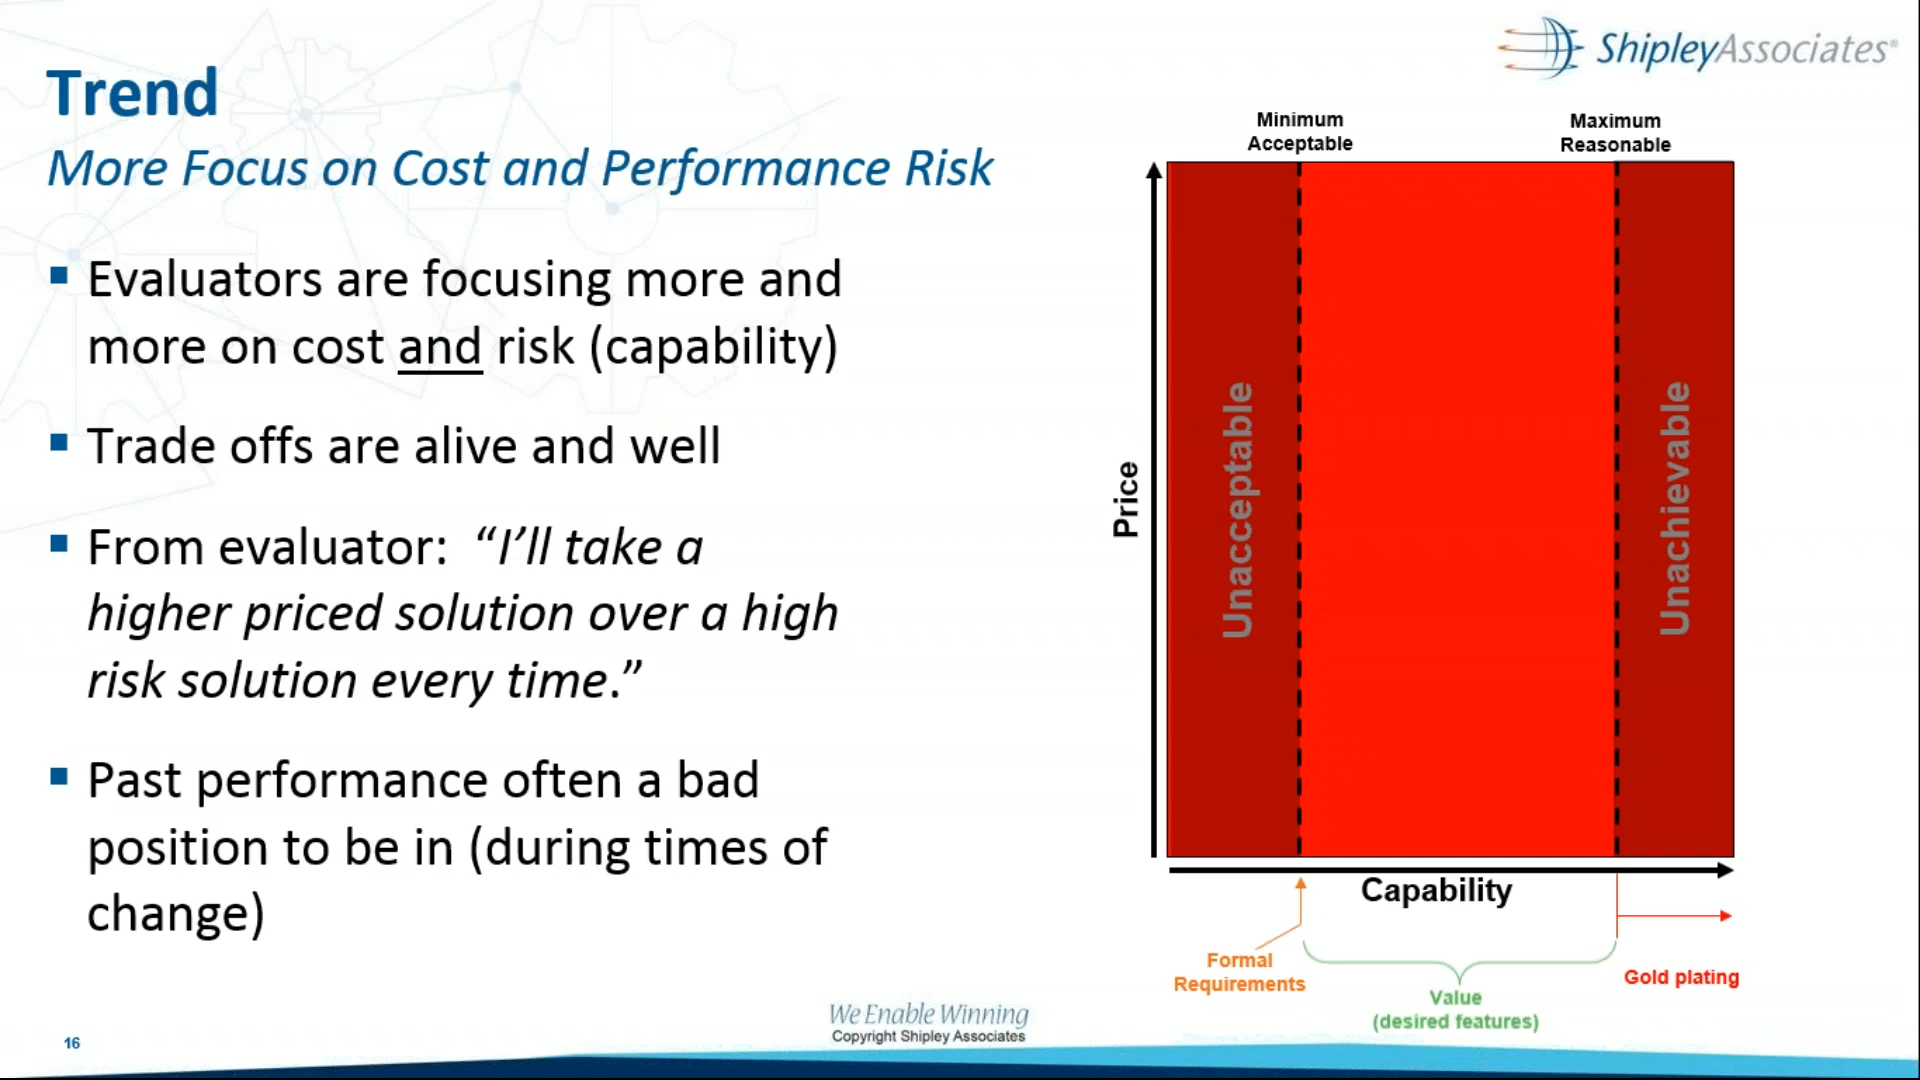 ShipleyAssociates®
Trend
More Focus on Cost and Performance Risk
Evaluators are focusing more and
more on cost and risk (capability)
Trade offs are alive and well
From evaluator: “I’ll take a
higher priced solution over a high
risk solution every time.”
Past performance often a bad
position to be in (during times of
change)
Minimum
Acceptable
Maximum
Reasonable
Price
Unacceptable
Unachievable
Capability
Formal
Requirements
Value
(desired features)
Gold plating
We Enable Winning
Copyright Shipley Associates
16